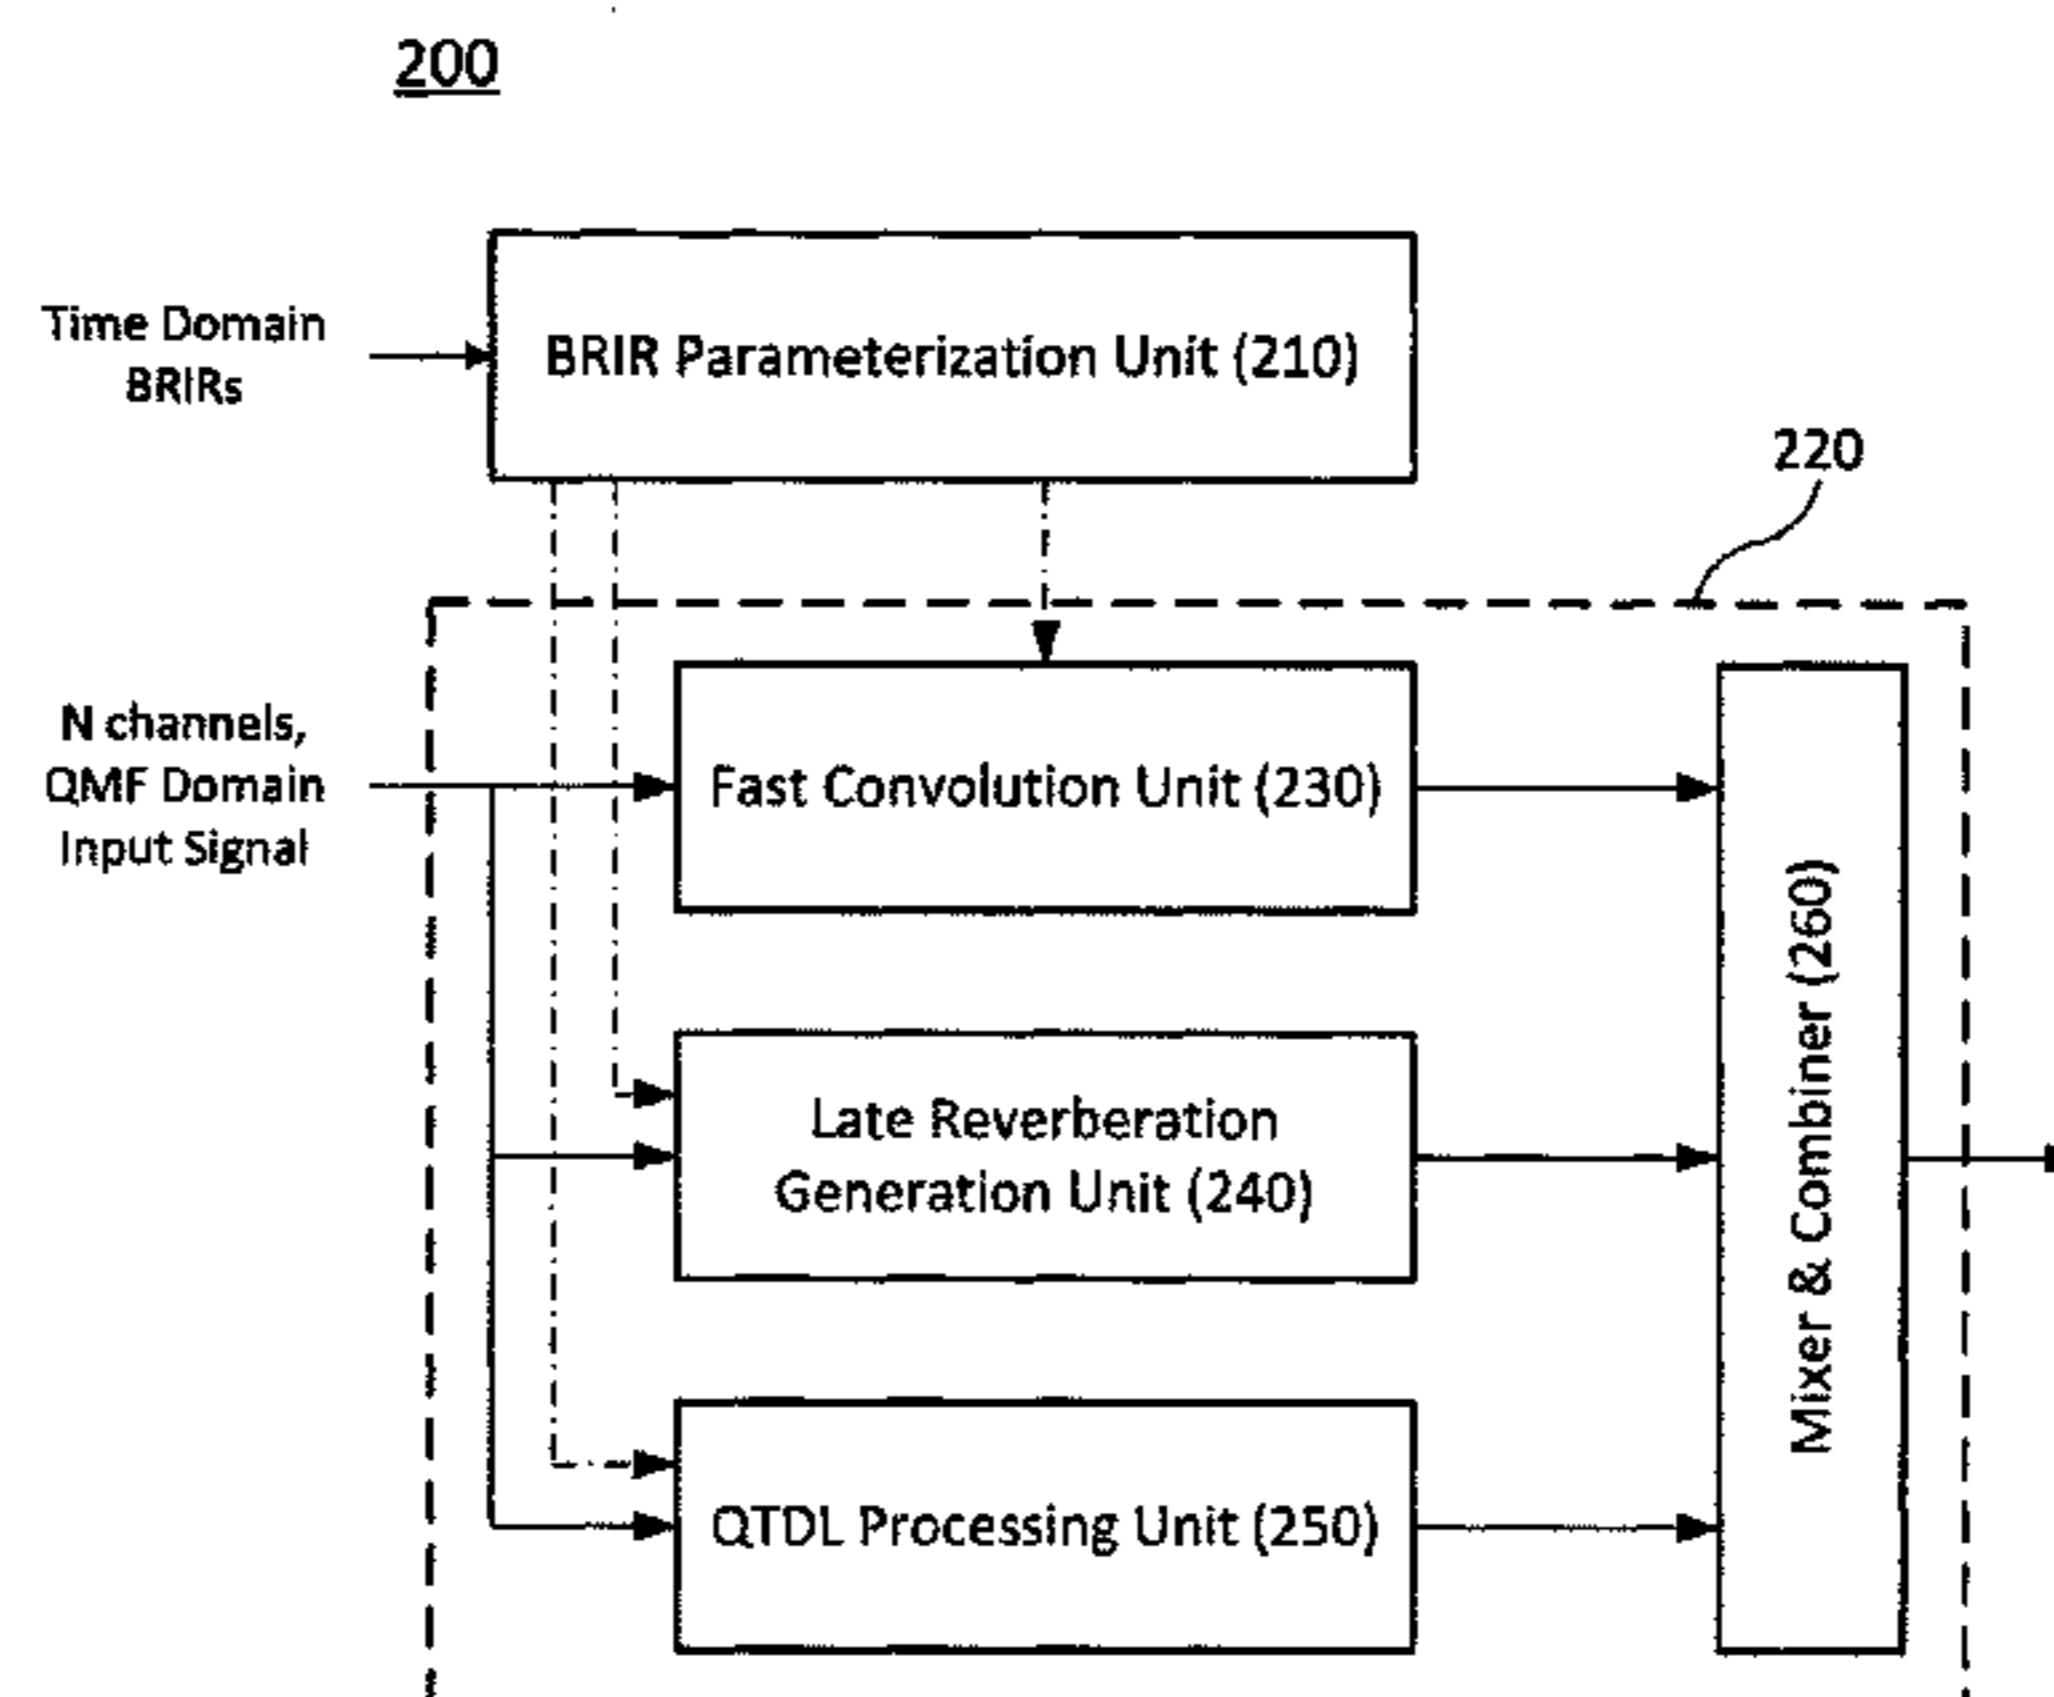 200
Time Domain
BRIRs
BRIR Parameterization Unit (210)
220
N channels,
QMF Domain
Input Signal
Fast Convolution Unit (230)
Late Reverberation
Generation Unit (240)
QTDL Processing Unit (250)
Mixer & Combiner (260)